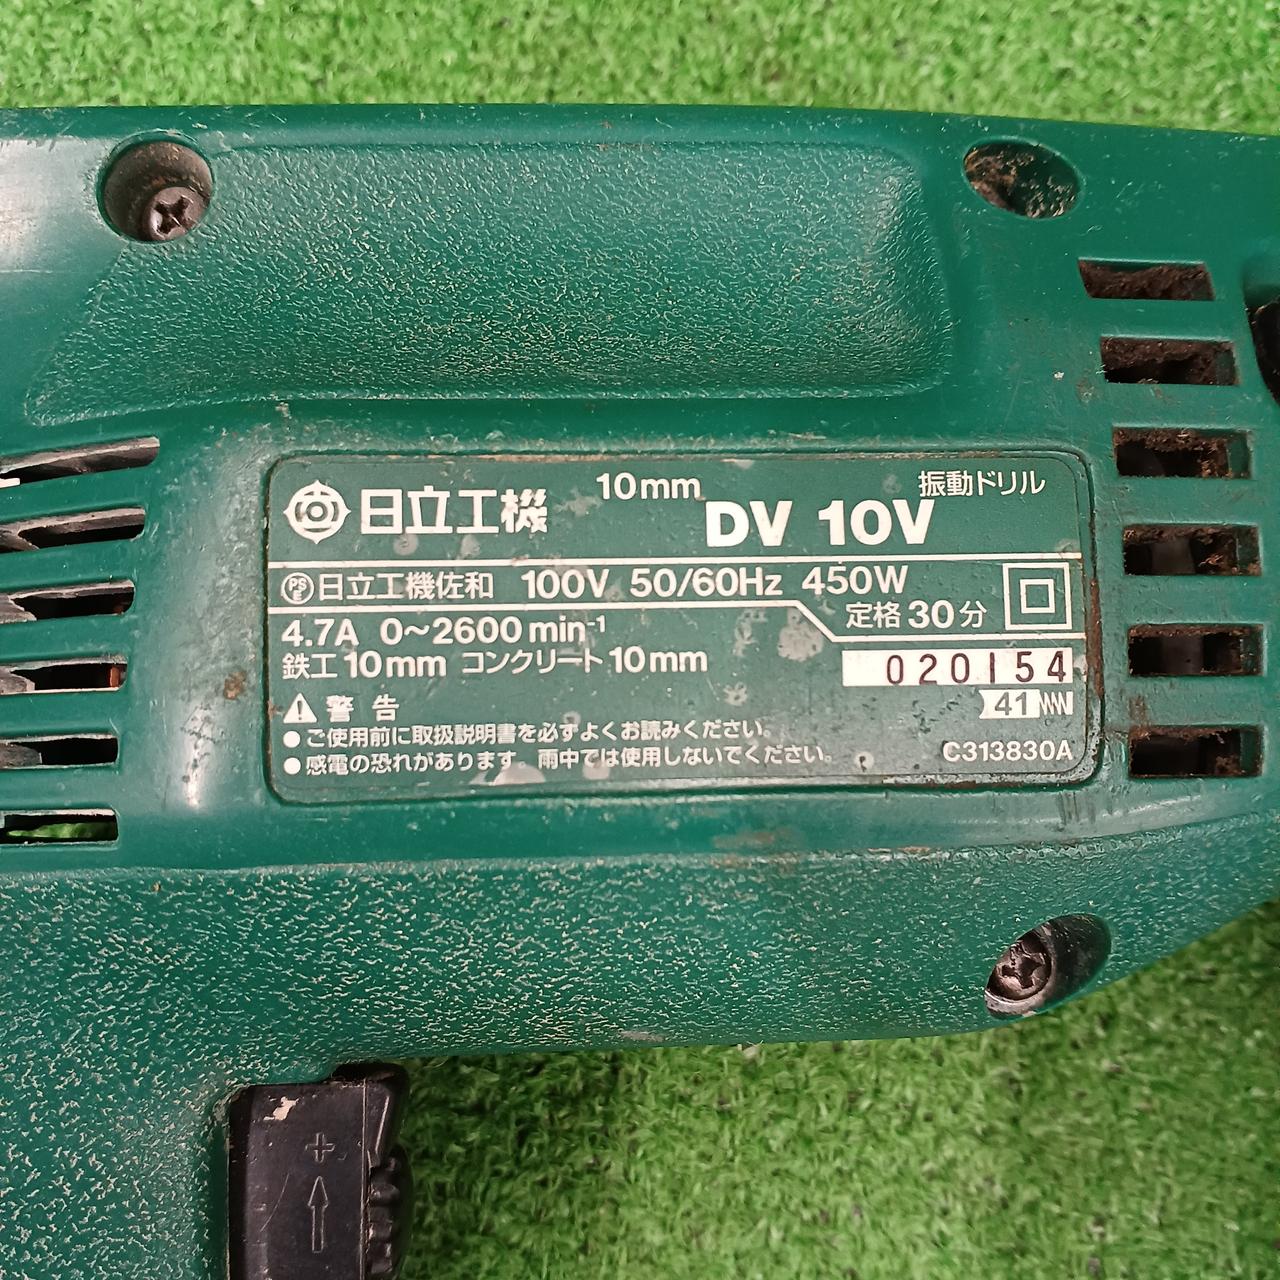 日立工機 10mm 振動ドリル
DV 10V
PS E 日立工機佐和 100V 50/60Hz 450W
定格 30 分
4.7A 0～2600 min⁻¹
鉄工 10mm コンクリート 10mm
020154
警告
41
● ご使用前に取扱説明書を必ずよくお読みください。
● 感電の恐れがあります。雨中では使用しないでください。
C313830A
+